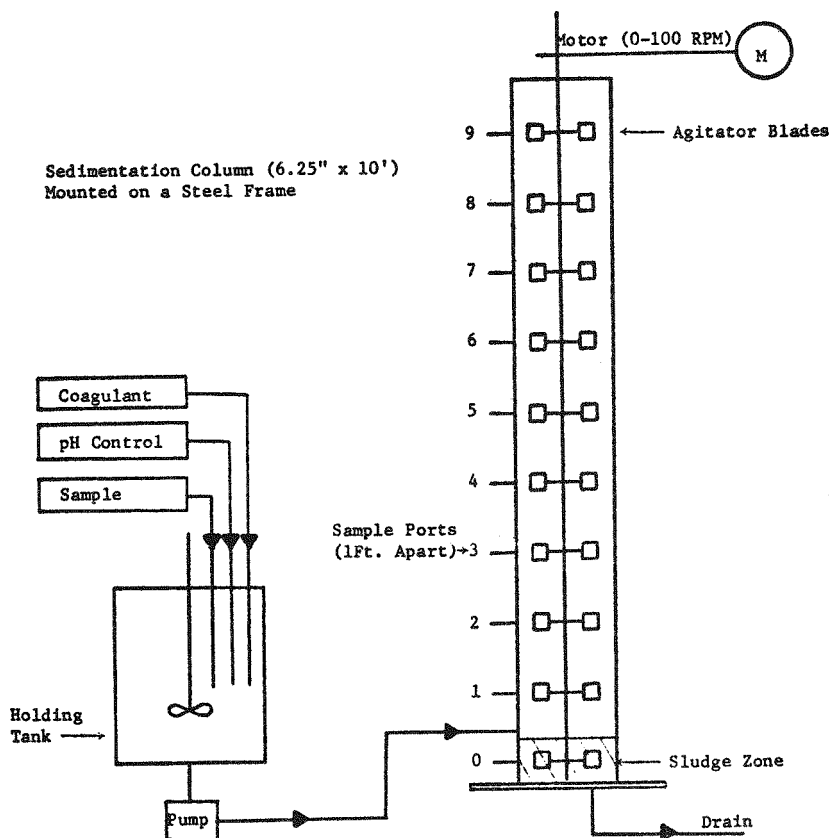 Motor (0-100 RPM)
M
9
Agitator Blades
Sedimentation Column (6.25" x 10')
Mounted on a Steel Frame
8
7
6
Coagulant
5
pH Control
4
Sample
Sample Ports
(1Ft. Apart)
3
2
1
Holding
Tank
0
Sludge Zone
Pump
Drain